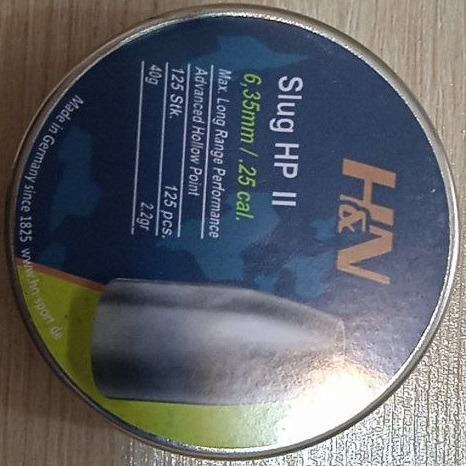 H&N
Slug HP II
6,35mm / .25 cal.
Max. Long Range Performance
Advanced Hollow Point
125 Stk. 125 pcs.
40g 2.2gr
Made in Germany since 1825 www.hn-sport.de